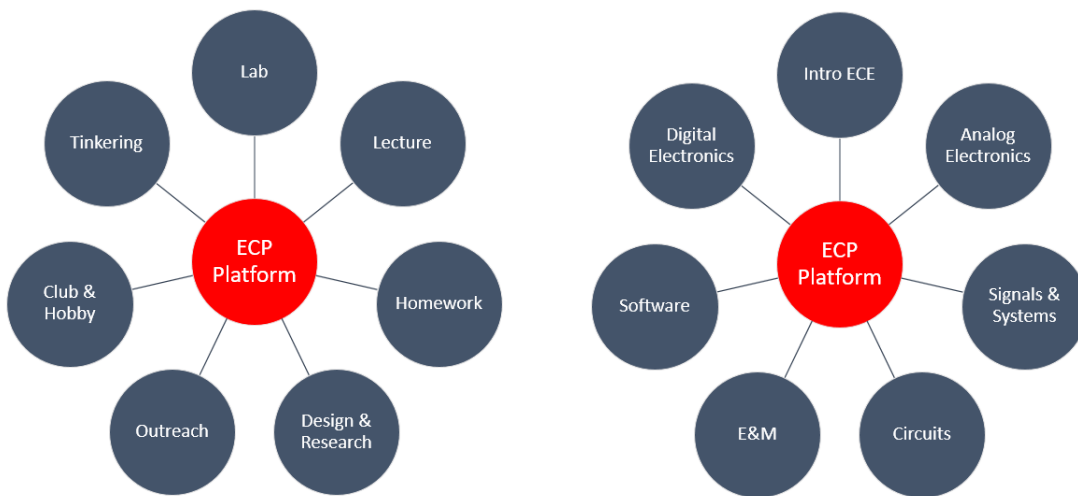 Lab
Lecture
Homework
Design &
Research
Outreach
Club &
Hobby
Tinkering
ECP
Platform
Intro ECE
Analog
Electronics
Signals &
Systems
Circuits
E&M
Software
Digital
Electronics
ECP
Platform